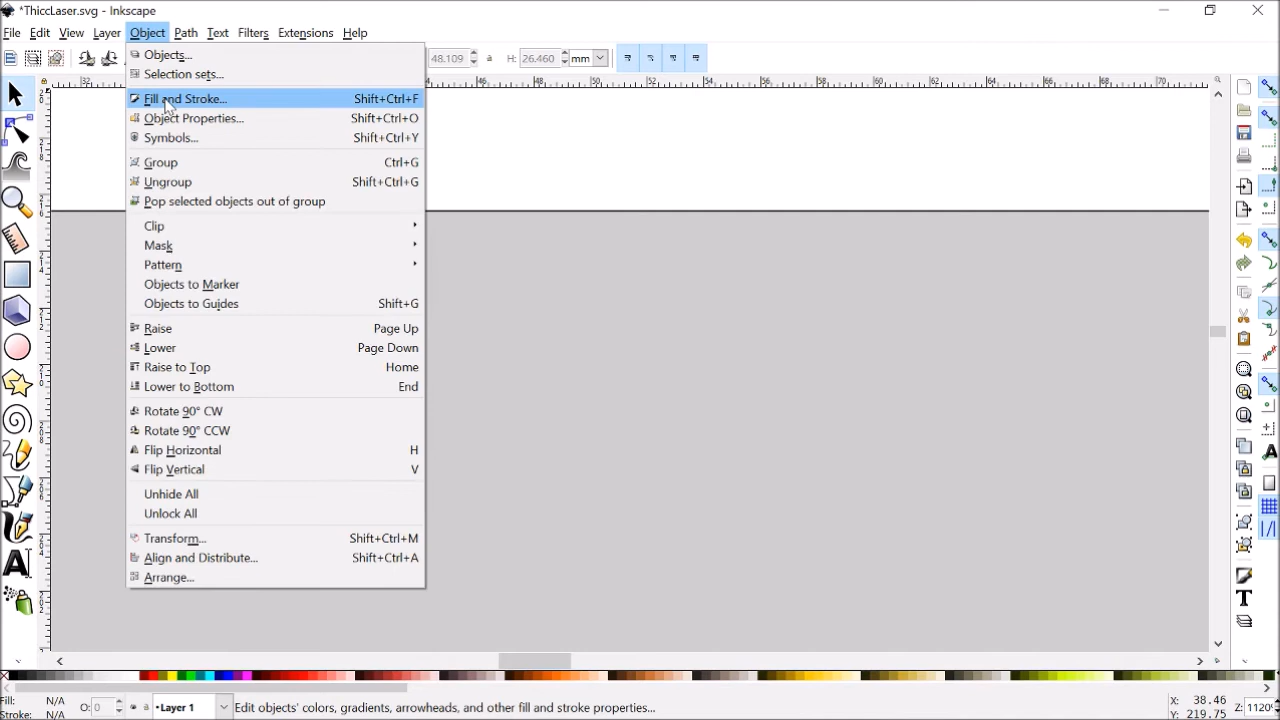 *ThiccLaser.svg - Inkscape
File Edit View Layer Object Path Text Filters Extensions Help
48.109 H: 26.460 mm
Objects...
Selection sets...
Fill and Stroke... Shift+Ctrl+F
Object Properties... Shift+Ctrl+O
Symbols... Shift+Ctrl+Y
Group Ctrl+G
Ungroup Shift+Ctrl+G
Pop selected objects out of group
Clip
Mask
Pattern
Objects to Marker
Objects to Guides Shift+G
Raise Page Up
Lower Page Down
Raise to Top Home
Lower to Bottom End
Rotate 90° CW
Rotate 90° CCW
Flip Horizontal H
Flip Vertical V
Unhide All
Unlock All
Transform... Shift+Ctrl+M
Align and Distribute... Shift+Ctrl+A
Arrange...
Fill: N/A
Stroke: N/A
O: 0
•Layer 1
Edit objects' colors, gradients, arrowheads, and other fill and stroke properties...
X: 38.46
Y: 219.75
Z: 1120